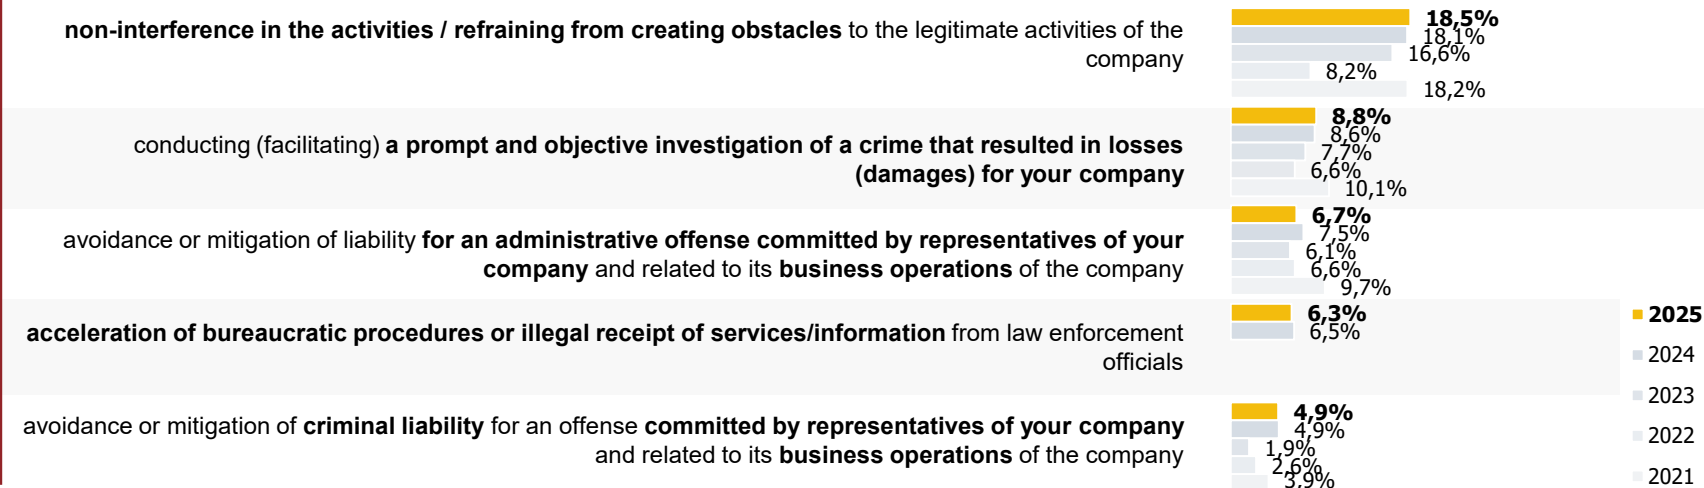 non-interference in the activities / refraining from creating obstacles to the legitimate activities of the
company
18,5%
18,1%
16,6%
8,2%
18,2%
conducting (facilitating) a prompt and objective investigation of a crime that resulted in losses
(damages) for your company
8,8%
8,6%
7,7%
6,6%
10,1%
avoidance or mitigation of liability for an administrative offense committed by representatives of your
company and related to its business operations of the company
6,7%
7,5%
6,1%
6,6%
9,7%
acceleration of bureaucratic procedures or illegal receipt of services/information from law enforcement
officials
6,3%
6,5%
avoidance or mitigation of criminal liability for an offense committed by representatives of your company
and related to its business operations of the company
4,9%
4,9%
1,9%
2,6%
3,9%
2025
2024
2023
2022
2021